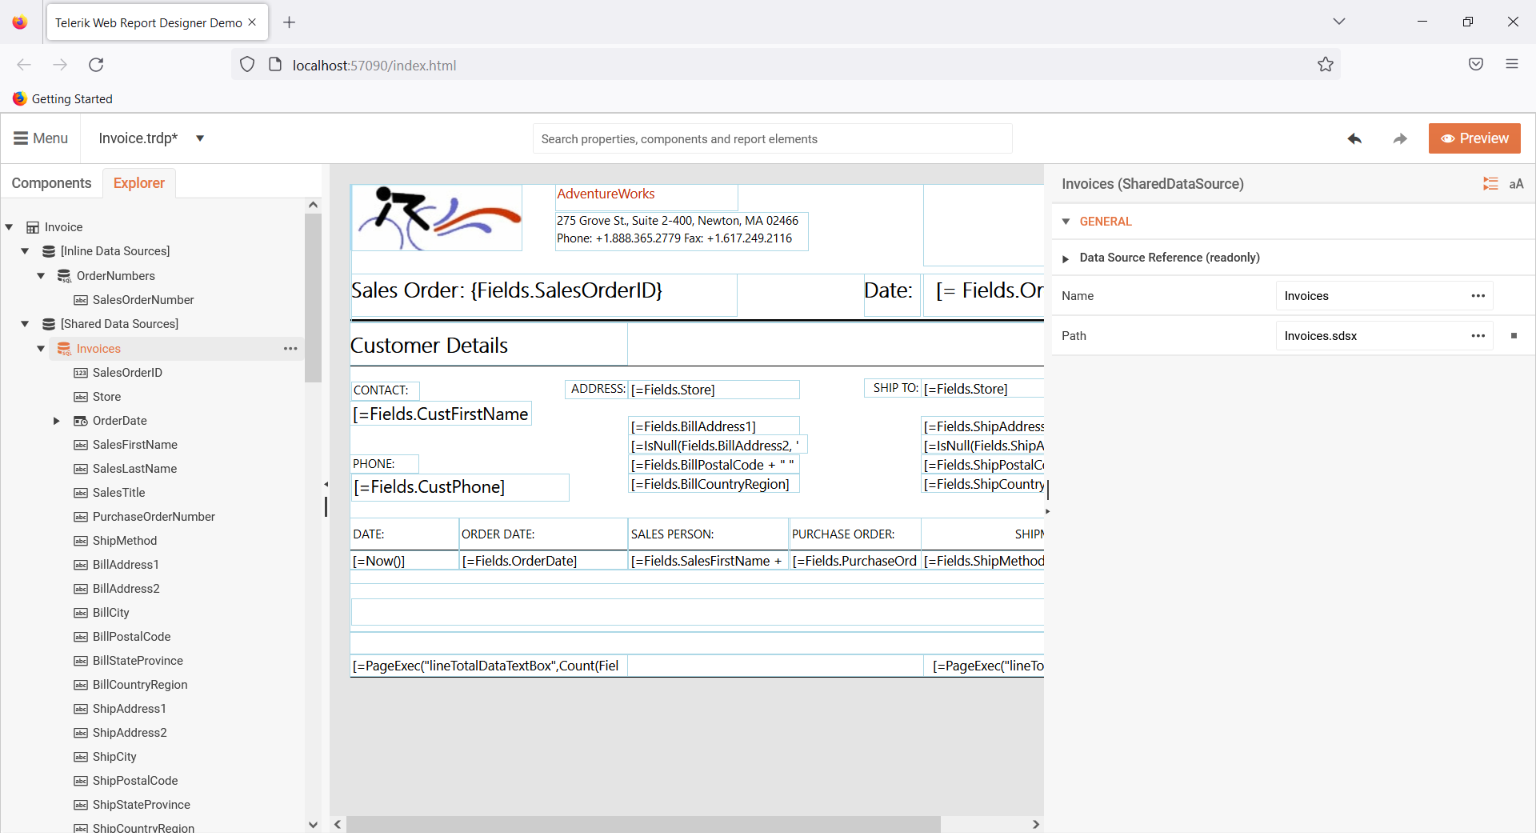 Telerik Web Report Designer Demo
localhost:57090/index.html
Getting Started
Menu
Invoice.trdp*
Search properties, components and report elements
Preview
Components
Explorer
Invoice
[Inline Data Sources]
OrderNumbers
SalesOrderNumber
[Shared Data Sources]
Invoices
SalesOrderID
Store
OrderDate
SalesFirstName
SalesLastName
SalesTitle
PurchaseOrderNumber
ShipMethod
BillAddress1
BillAddress2
BillCity
BillPostalCode
BillStateProvince
BillCountryRegion
ShipAddress1
ShipAddress2
ShipCity
ShipPostalCode
ShipStateProvince
ShipCountryRegion
AdventureWorks
275 Grove St., Suite 2-400, Newton, MA 02466
Phone: +1.888.365.2779 Fax: +1.617.249.2116
Sales Order: {Fields.SalesOrderID}
Date:
[= Fields.Or
Customer Details
CONTACT:
[=Fields.CustFirstName
PHONE:
[=Fields.CustPhone]
ADDRESS:
[=Fields.Store]
[=Fields.BillAddress1]
[=IsNull(Fields.BillAddress2, '
[=Fields.BillPostalCode + " "
[=Fields.BillCountryRegion]
SHIP TO:
[=Fields.Store]
[=Fields.ShipAddress
[=IsNull(Fields.ShipA
[=Fields.ShipPostalCo
[=Fields.ShipCountry
DATE:
ORDER DATE:
SALES PERSON:
PURCHASE ORDER:
SHIPM
[=Now()]
[=Fields.OrderDate]
[=Fields.SalesFirstName +
[=Fields.PurchaseOrd
[=Fields.ShipMethod
[=PageExec("lineTotalDataTextBox",Count(Fiel
[=PageExec("lineTo
Invoices (SharedDataSource)
aA
GENERAL
Data Source Reference (readonly)
Name
Invoices
Path
Invoices.sdsx